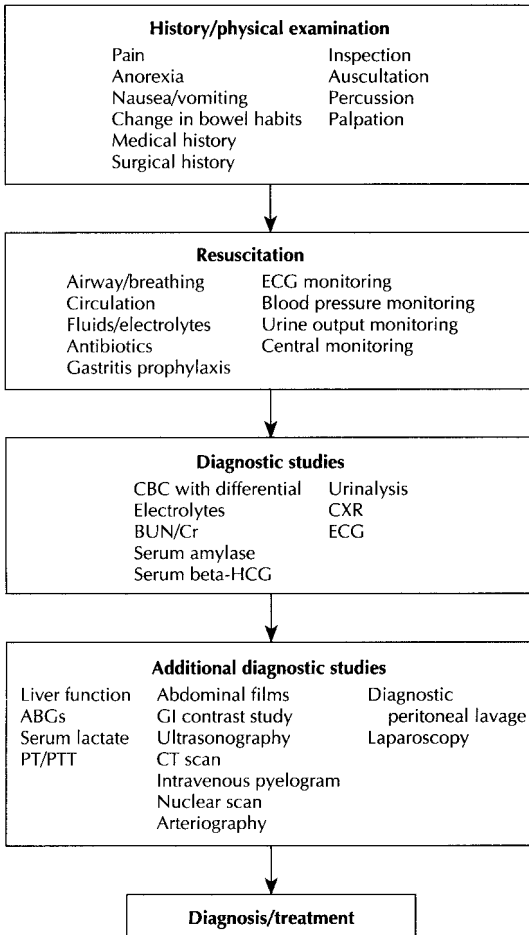 History/physical examination
Pain
Anorexia
Nausea/vomiting
Change in bowel habits
Medical history
Surgical history
Inspection
Auscultation
Percussion
Palpation
Resuscitation
Airway/breathing
Circulation
Fluids/electrolytes
Antibiotics
Gastritis prophylaxis
ECG monitoring
Blood pressure monitoring
Urine output monitoring
Central monitoring
Diagnostic studies
CBC with differential
Electrolytes
BUN/Cr
Serum amylase
Serum beta-HCG
Urinalysis
CXR
ECG
Additional diagnostic studies
Liver function
ABGs
Serum lactate
PT/PTT
Abdominal films
GI contrast study
Ultrasonography
CT scan
Intravenous pyelogram
Nuclear scan
Arteriography
Diagnostic
peritoneal lavage
Laparoscopy
Diagnosis/treatment